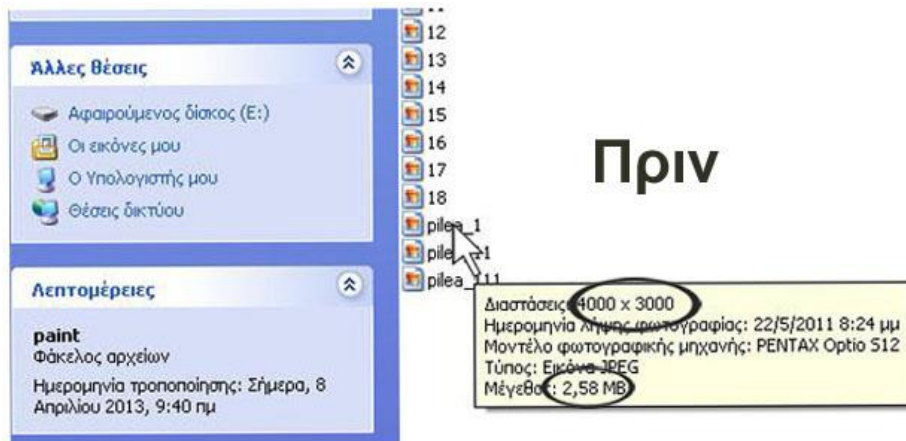 Άλλες θέσεις
Αφαιρούμενος δίσκος (E:)
Οι εικόνες μου
Ο Υπολογιστής μου
Θέσεις δικτύου
Λεπτομέρειες
paint
Φάκελος αρχείων
Ημερομηνία τροποποίησης: Σήμερα, 8
Απριλίου 2013, 9:40 πμ
12
13
14
15
16
17
18
pilea_1
pilea_111
Πριν
Διαστάσεις: 4000 x 3000
Ημερομηνία λήψης φωτογραφίας: 22/5/2011 8:24 μμ
Μοντέλο φωτογραφικής μηχανής: PENTAX Optio S12
Τύπος: Εικόνα JPEG
Μέγεθος: 2,58 MB